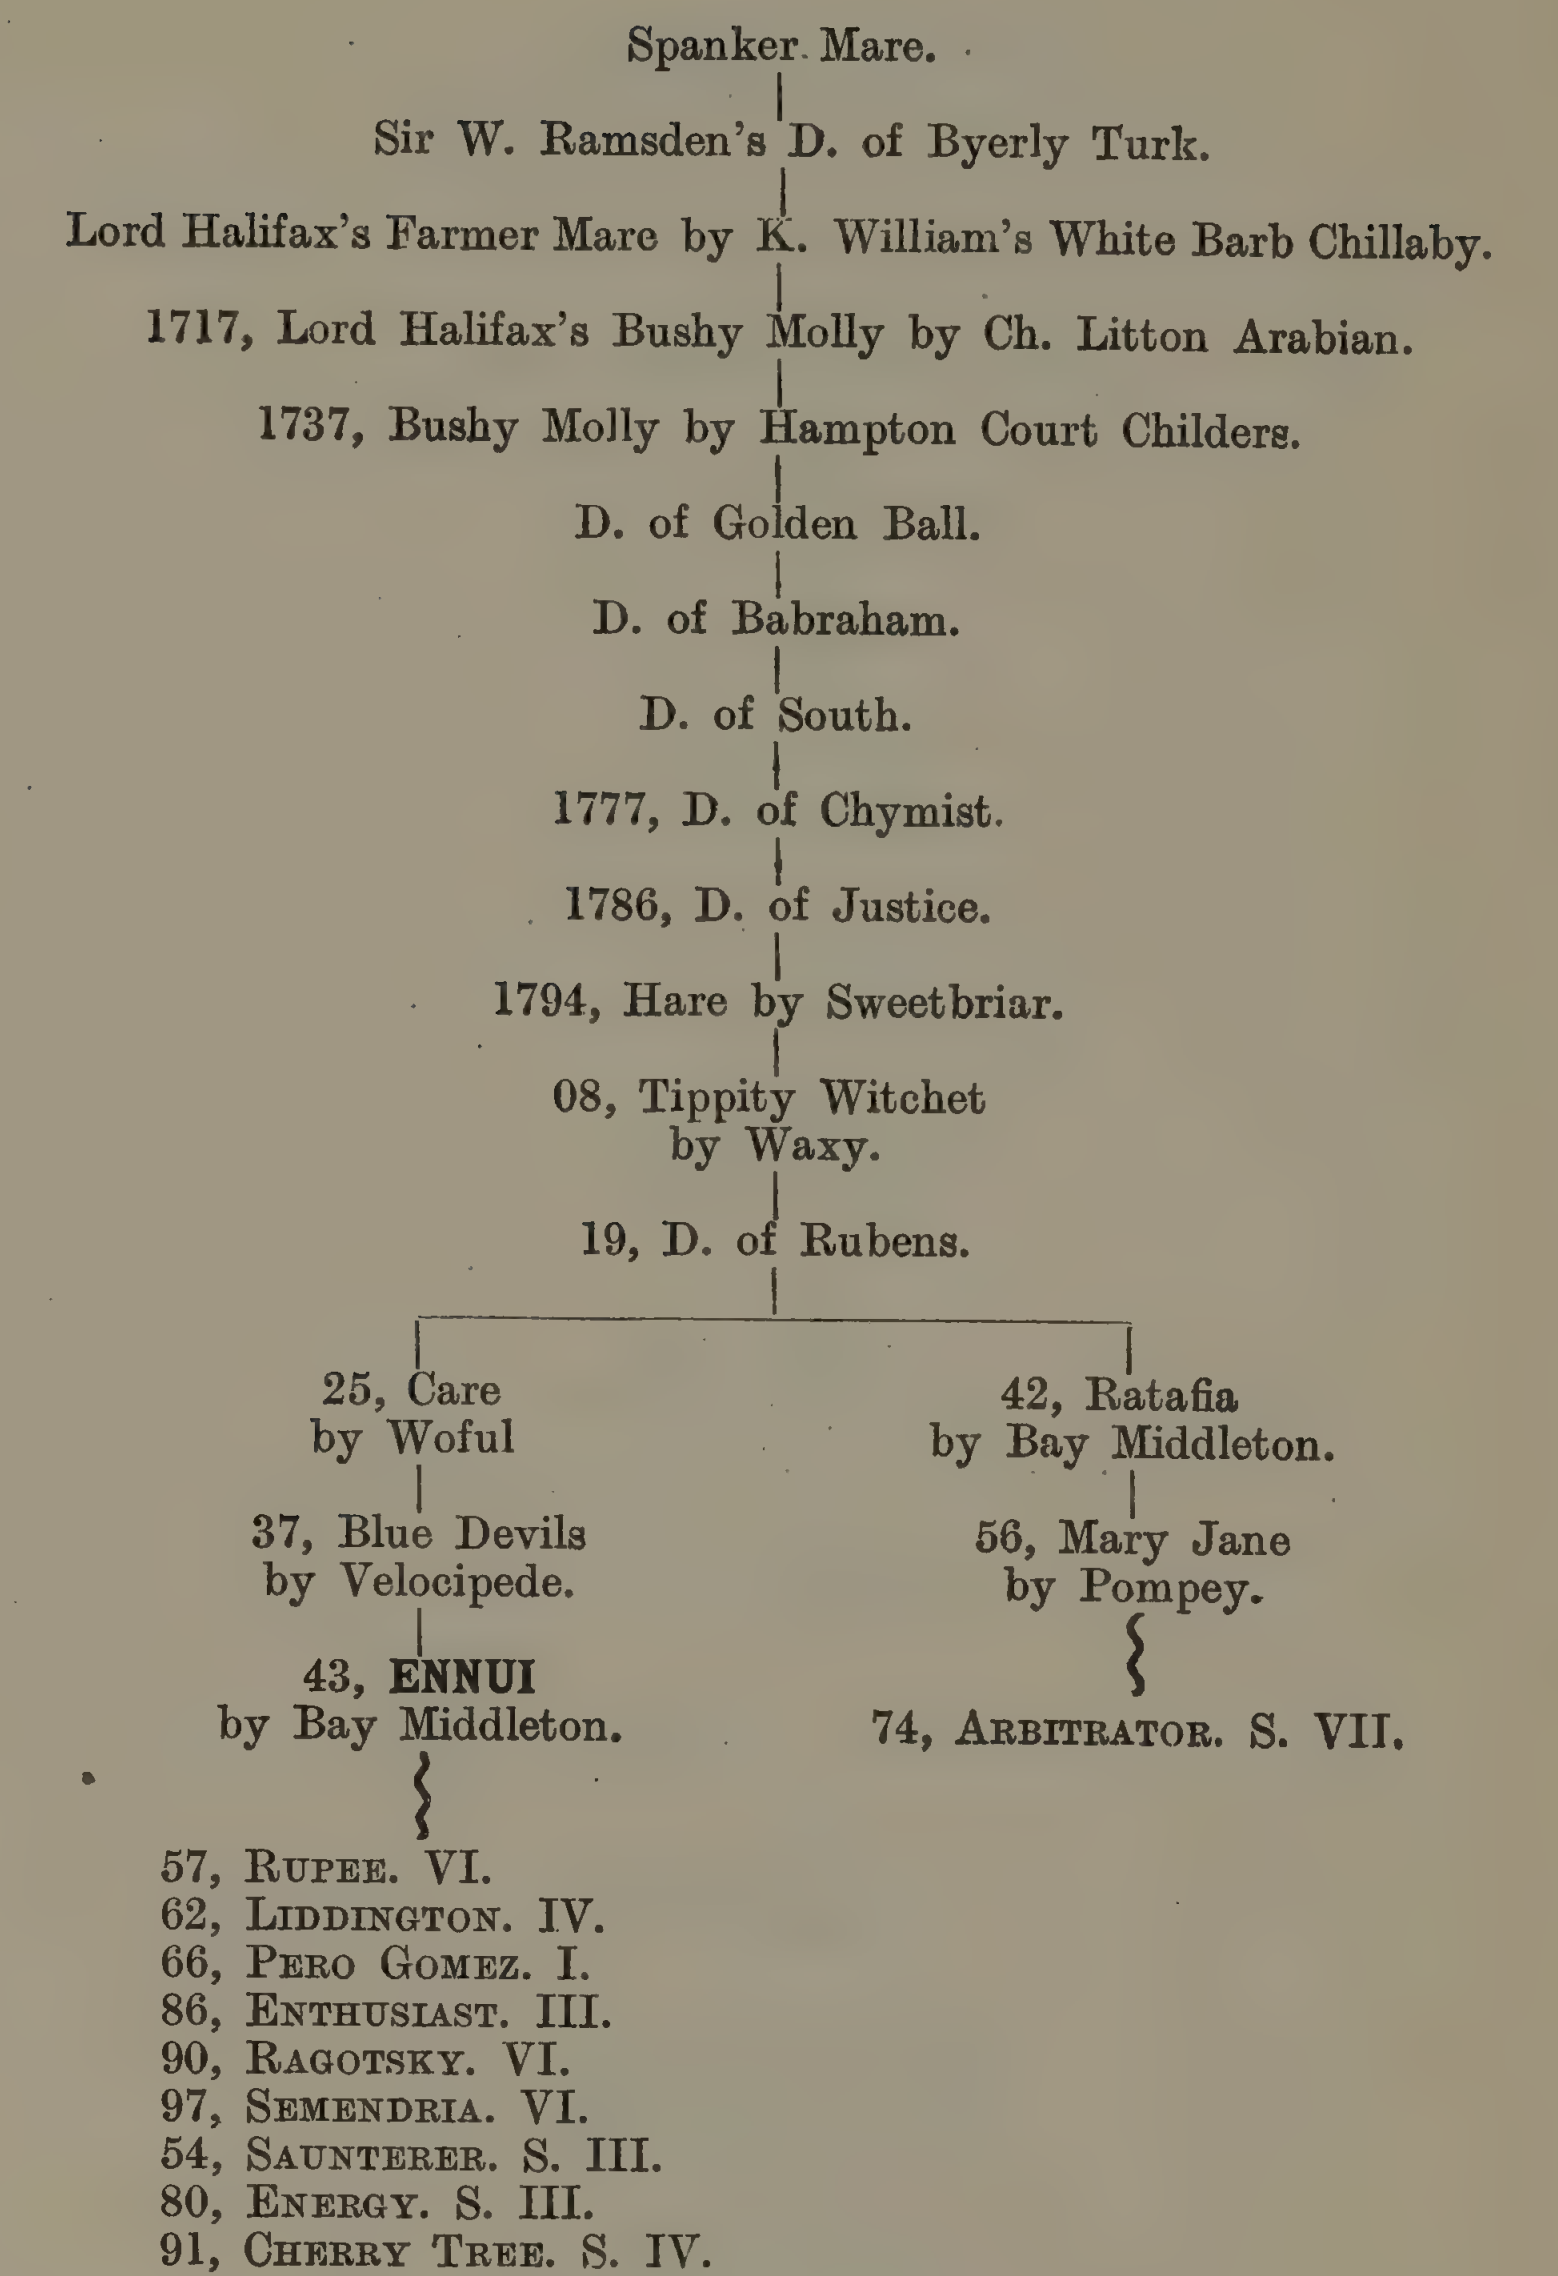 Spanker Mare.
Sir W. Ramsden's D. of Byerly Turk.
Lord Halifax's Farmer Mare by K. William's White Barb Chillaby.
1717, Lord Halifax's Bushy Molly by Ch. Litton Arabian.
1737, Bushy Molly by Hampton Court Childers.
D. of Golden Ball.
D. of Babraham.
D. of South.
1777, D. of Chymist.
1786, D. of Justice.
1794, Hare by Sweetbriar.
08, Tippity Witchet
by Waxy.
19, D. of Rubens.
25, Care
by Woful
37, Blue Devils
by Velocipede.
43, ENNUI
by Bay Middleton.
57, RUPEE. VI.
62, LIDDINGTON. IV.
66, PERO GOMEZ. I.
86, ENTHUSIAST. III.
90, RAGOTSKY. VI.
97, SEMENDRIA. VI.
54, SAUNTERER. S. III.
80, ENERGY. S. III.
91, CHERRY TREE. S. IV.
42, Ratafia
by Bay Middleton.
56, Mary Jane
by Pompey.
74, ARBITRATOR. S. VII.